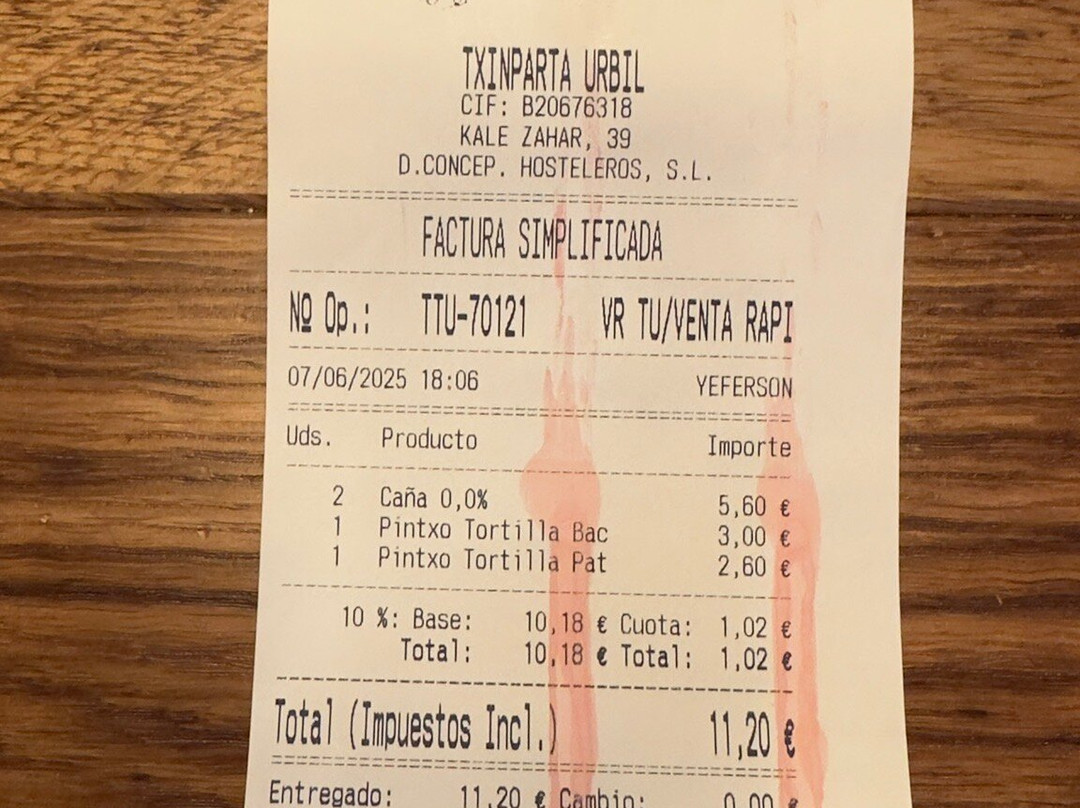 TXINPARTA URBIL
CIF: B20676318
KALE ZAHAR, 39
D.CONCEP. HOSTELEROS, S.L.
FACTURA SIMPLIFICADA
Nº Op.: TTU-70121 VR TU/VENTA RAPI
07/06/2025 18:06 YEFERSON
Uds. Producto Importe
2 Caña 0,0% 5,60 €
1 Pintxo Tortilla Bac 3,00 €
1 Pintxo Tortilla Pat 2,60 €
10 %: Base: 10,18 € Cuota: 1,02 €
Total: 10,18 € Total: 1,02 €
Total (Impuestos Incl.) 11,20 €
Entregado: 11,20 € Cambio: 0,00 €